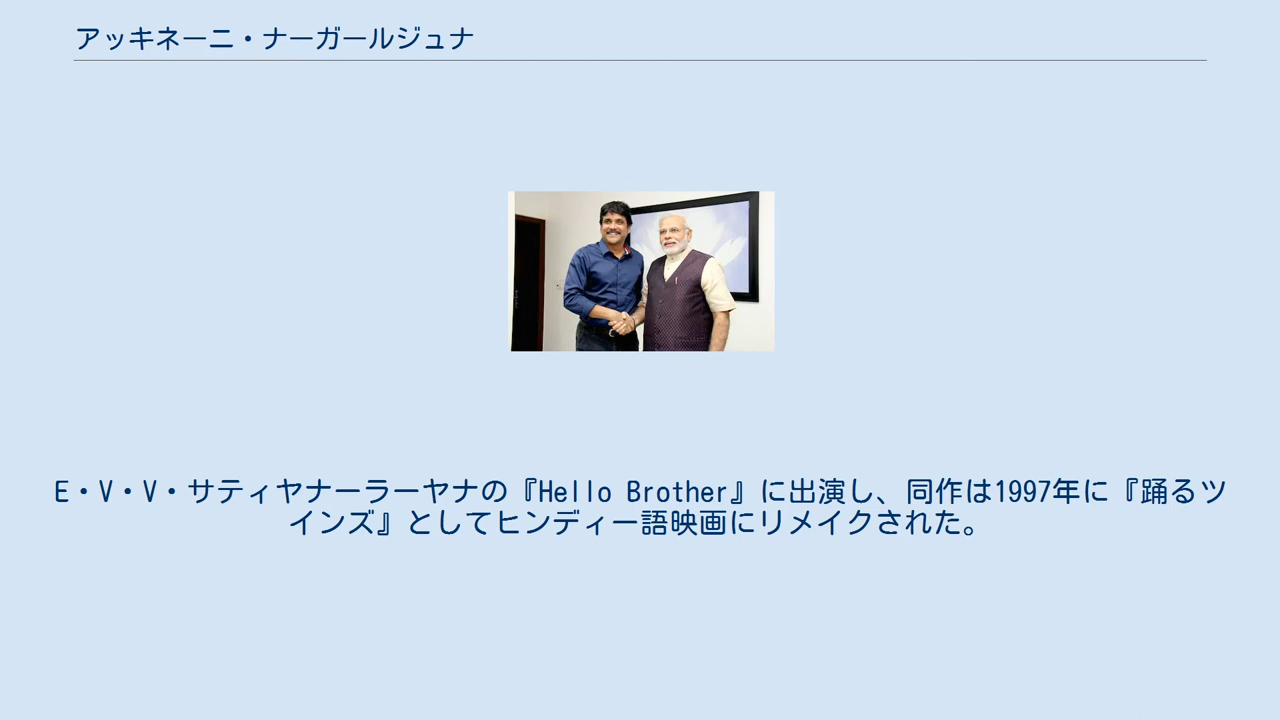 アッキネーニ・ナーガールジュナ
E・V・V・サティヤナーラーヤナの『Hello Brother』に出演し、同作は1997年に『踊るツ
インズ』としてヒンディー語映画にリメイクされた。